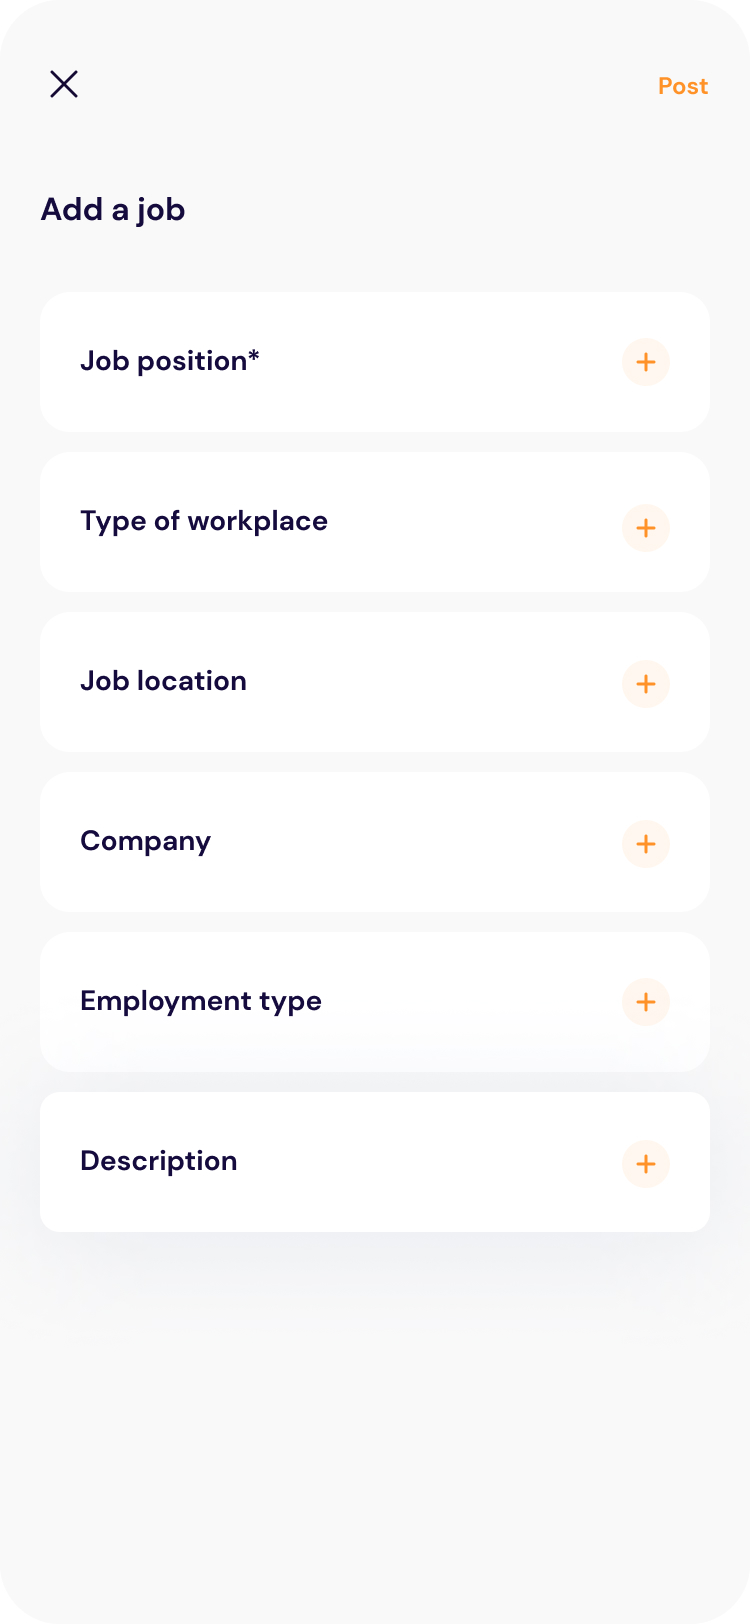 Post
Add a job
Job position*
Type of workplace
Job location
Company
Employment type
Description